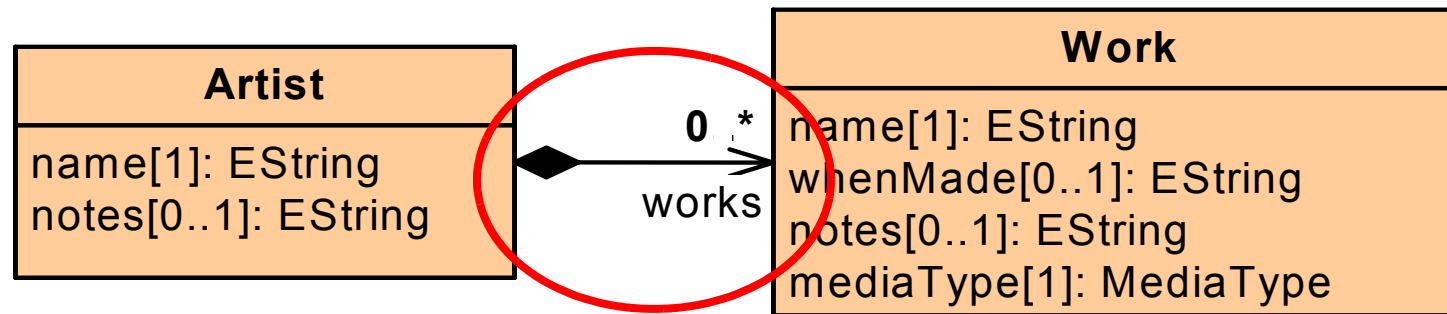 Artist
name[1]: EString
notes[0..1]: EString
0..*
works
Work
name[1]: EString
whenMade[0..1]: EString
notes[0..1]: EString
mediaType[1]: MediaType